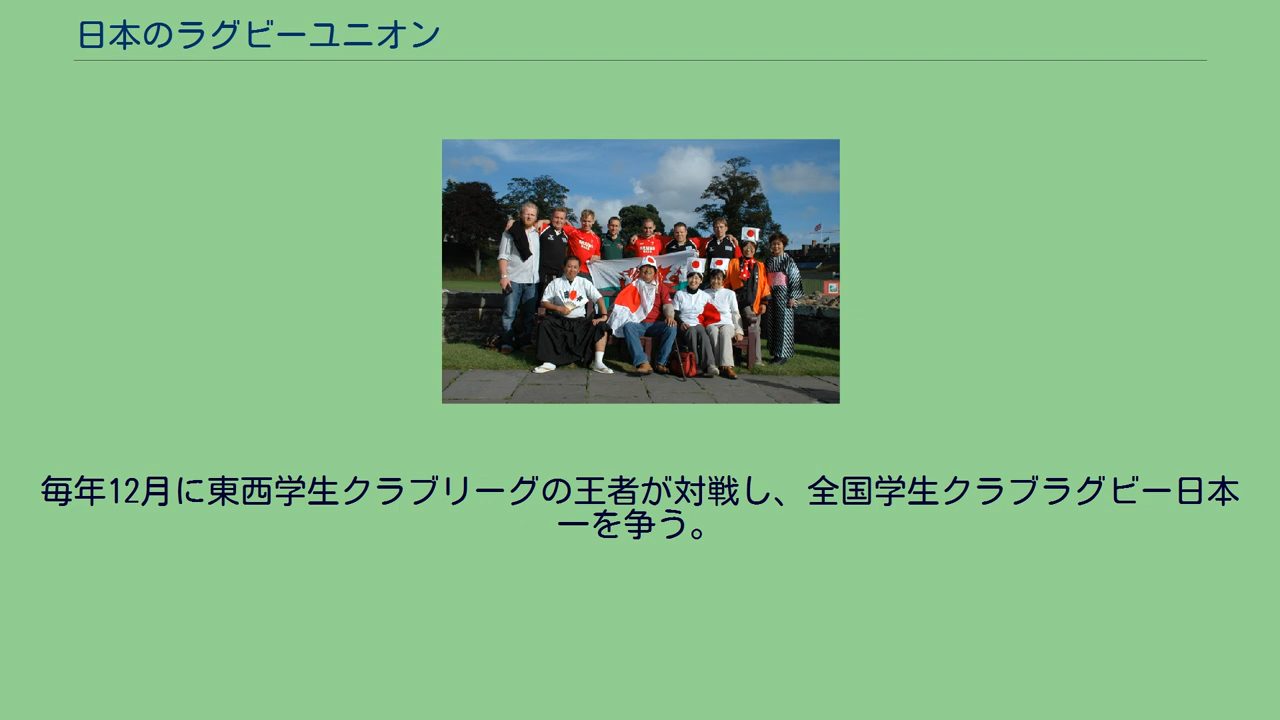 日本のラグビーユニオン
毎年12月に東西学生クラブリーグの王者が対戦し、全国学生クラブラグビー日本
一を争う。